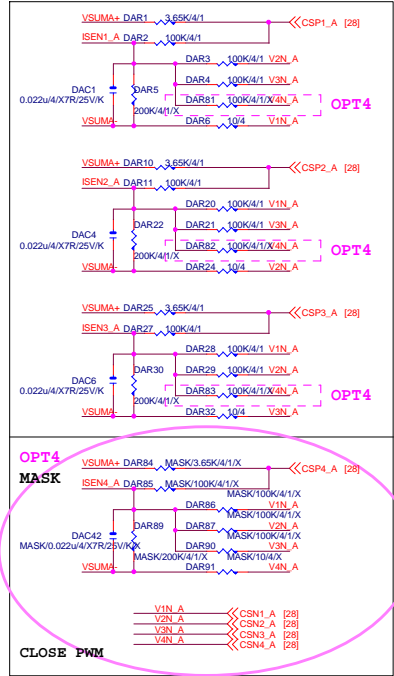 VSUMA+ DAR1 3.65K/4/1 CSP1_A [28]
ISEN1_A DAR2 100K/4/1
DAR3 100K/4/1 V2N_A
DAC1 DAR5 DAR4 100K/4/1 V3N_A
0.022u/4/X7R/25V/K 200K/4/1/X DAR81 100K/4/1/X V4N_A OPT4
VSUMA- DAR6 10/4 V1N_A
VSUMA+ DAR10 3.65K/4/1 CSP2_A [28]
ISEN2_A DAR11 100K/4/1
DAR20 100K/4/1 V1N_A
DAC4 DAR22 DAR21 100K/4/1 V3N_A
0.022u/4/X7R/25V/K 200K/4/1/X DAR82 100K/4/1/X V4N_A OPT4
VSUMA- DAR24 10/4 V2N_A
VSUMA+ DAR25 3.65K/4/1 CSP3_A [28]
ISEN3_A DAR27 100K/4/1
DAR28 100K/4/1 V1N_A
DAC6 DAR30 DAR29 100K/4/1 V2N_A
0.022u/4/X7R/25V/K 200K/4/1/X DAR83 100K/4/1/X V4N_A OPT4
VSUMA- DAR32 10/4 V3N_A
OPT4
MASK
VSUMA+ DAR84 MASK/3.65K/4/1/X CSP4_A [28]
ISEN4_A DAR85 MASK/100K/4/1/X
MASK/100K/4/1/X
DAR86 V1N_A
MASK/100K/4/1/X
DAC42 DAR89 DAR87 V2N_A
MASK/0.022u/4/X7R/25V/K/X MASK/100K/4/1/X
DAR90 V3N_A
MASK/200K/4/1/X MASK/10/4/X
VSUMA- DAR91 V4N_A
V1N_A CSN1_A [28]
V2N_A CSN2_A [28]
V3N_A CSN3_A [28]
V4N_A CSN4_A [28]
CLOSE PWM